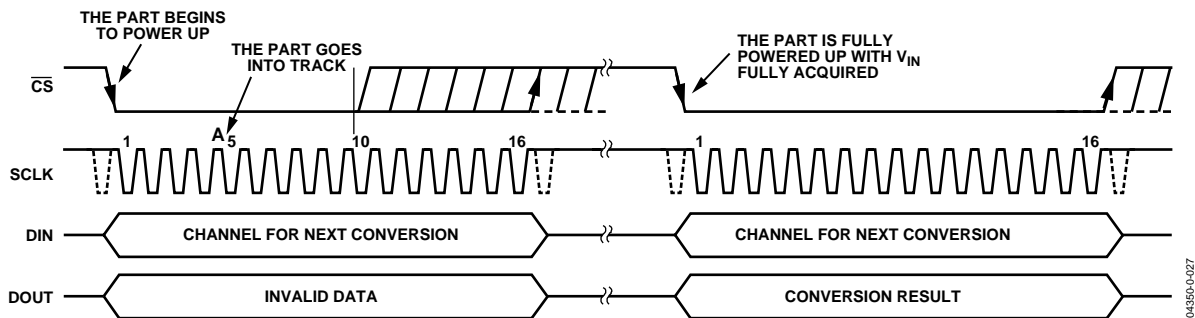 THE PART BEGINS
TO POWER UP
THE PART GOES
INTO TRACK
THE PART IS FULLY
POWERED UP WITH VIN
FULLY ACQUIRED
CS
A
1 5 10 16 1 16
SCLK
DIN CHANNEL FOR NEXT CONVERSION CHANNEL FOR NEXT CONVERSION
DOUT INVALID DATA CONVERSION RESULT
04350-0-027